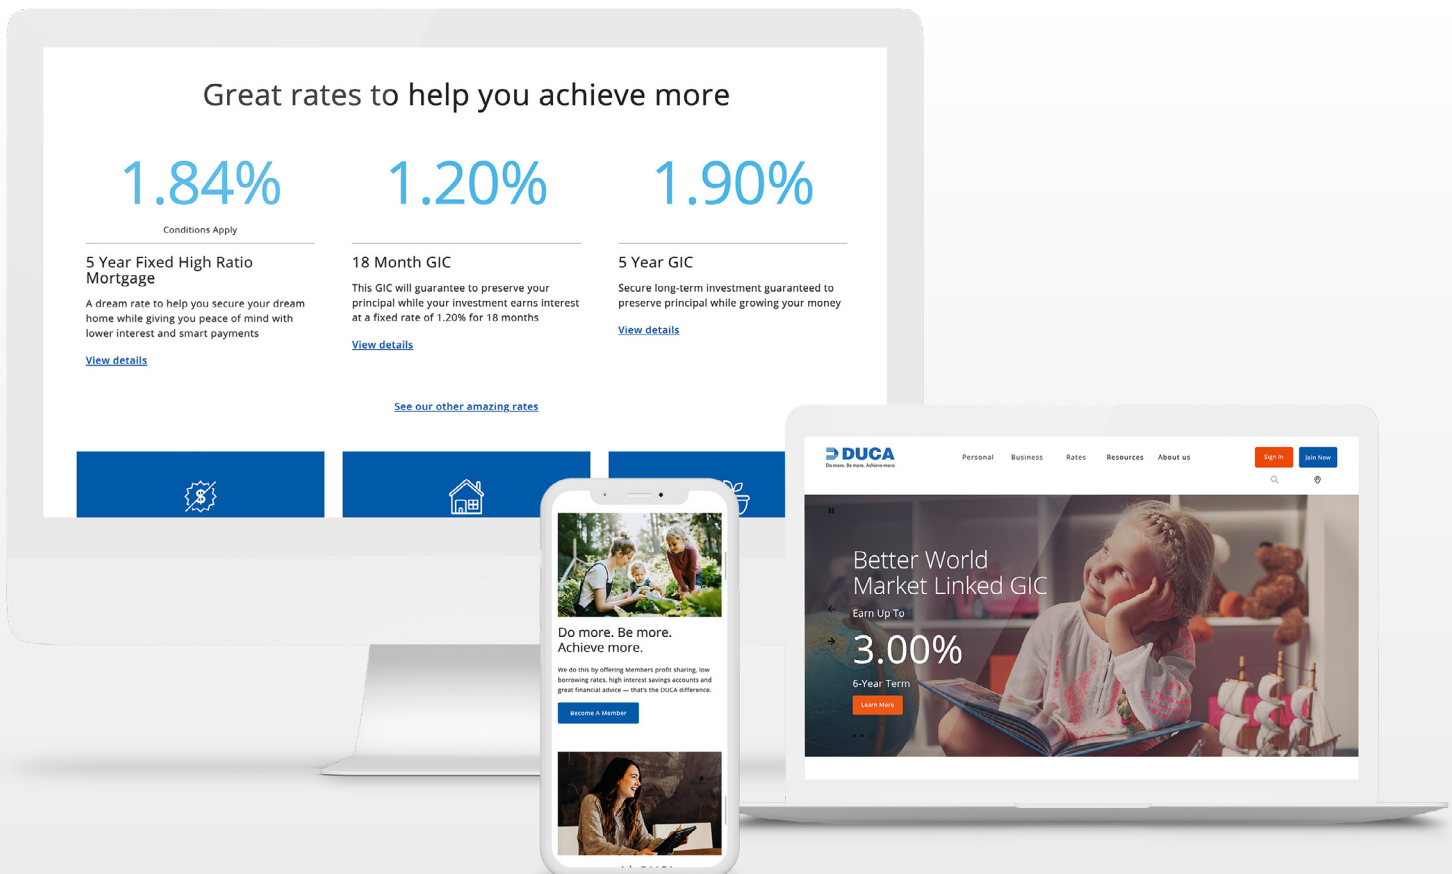 Great rates to help you achieve more
1.84%
Conditions Apply
5 Year Fixed High Ratio
Mortgage
A dream rate to help you secure your dream
home while giving you peace of mind with
lower interest and smart payments
View details
1.20%
18 Month GIC
This GIC will guarantee to preserve your
principal while your investment earns interest
at a fixed rate of 1.20% for 18 months
View details
1.90%
5 Year GIC
Secure long-term investment guaranteed to
preserve principal while growing your money
View details
See our other amazing rates
Do more. Be more.
Achieve more.
We do this by offering Members profit sharing, low
borrowing rates, high interest savings accounts and
great financial advice — that's the DUCA difference.
Become A Member
DUCA
Do more. Be more. Achieve more.
Personal Business Rates Resources About us
Sign In Join Now
Better World
Market Linked GIC
Earn Up To
3.00%
6-Year Term
Learn More